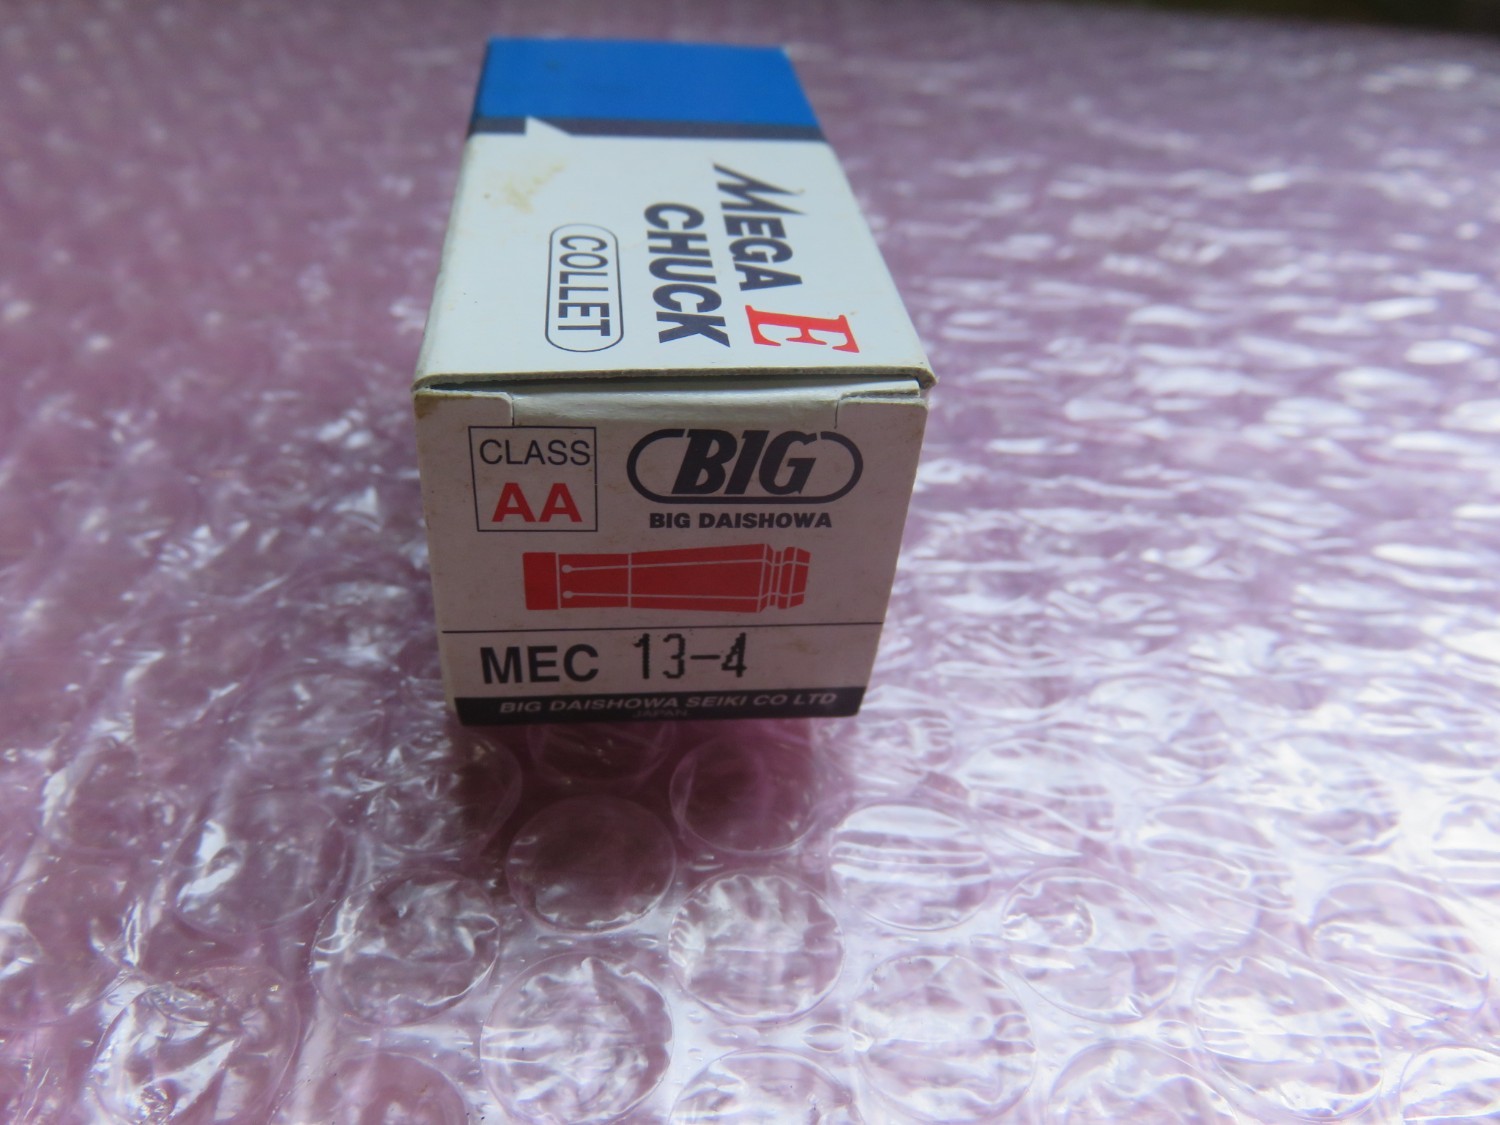 MEGA E
CHUCK
COLLET
CLASS
AA
BIG
BIG DAISHOWA
MEC 13-4
BIG DAISHOWA SEIKI CO LTD
JAPAN